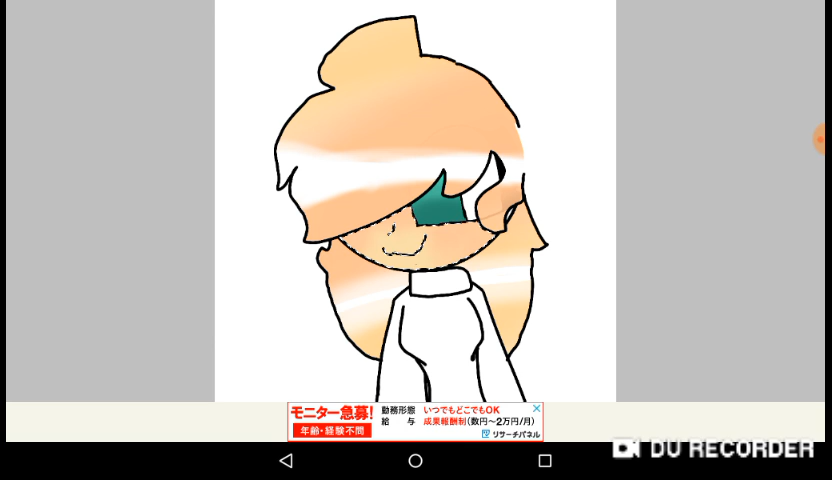 モニター急募!
年齢・経験不問
勤務形態 いつでもどこでもOK
給 与 成果報酬制(数円～2万円/月)
リサーチパネル
DU RECORDER